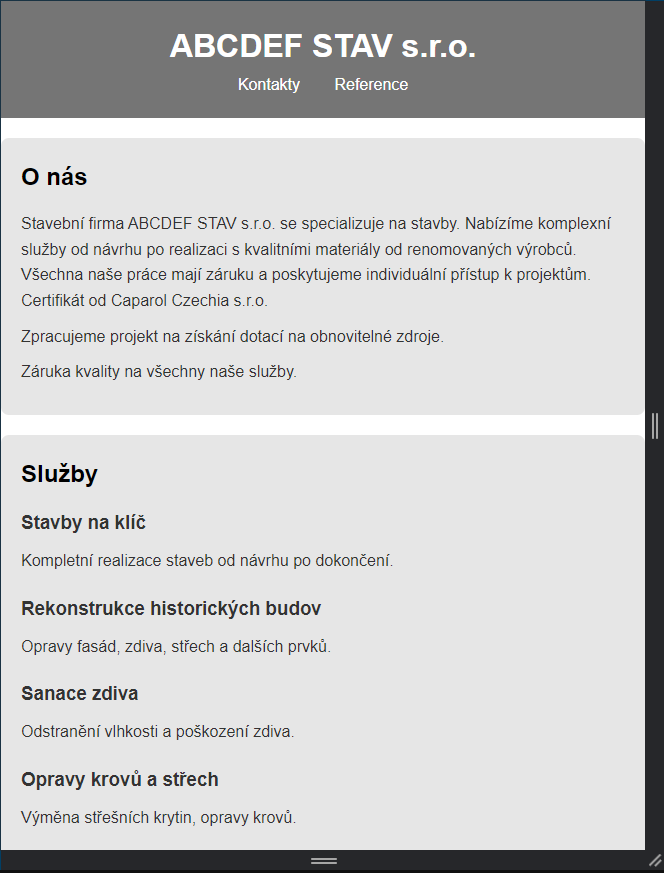 ABCDEF STAV s.r.o.
Kontakty Reference
O nás
Stavební firma ABCDEF STAV s.r.o. se specializuje na stavby. Nabízíme komplexní
služby od návrhu po realizaci s kvalitními materiály od renomovaných výrobců.
Všechna naše práce mají záruku a poskytujeme individuální přístup k projektům.
Certifikát od Caparol Czechia s.r.o.
Zpracujeme projekt na získání dotací na obnovitelné zdroje.
Záruka kvality na všechny naše služby.
Služby
Stavby na klíč
Kompletní realizace staveb od návrhu po dokončení.
Rekonstrukce historických budov
Opravy fasád, zdiva, střech a dalších prvků.
Sanace zdiva
Odstranění vlhkosti a poškození zdiva.
Opravy krovů a střech
Výměna střešních krytin, opravy krovů.